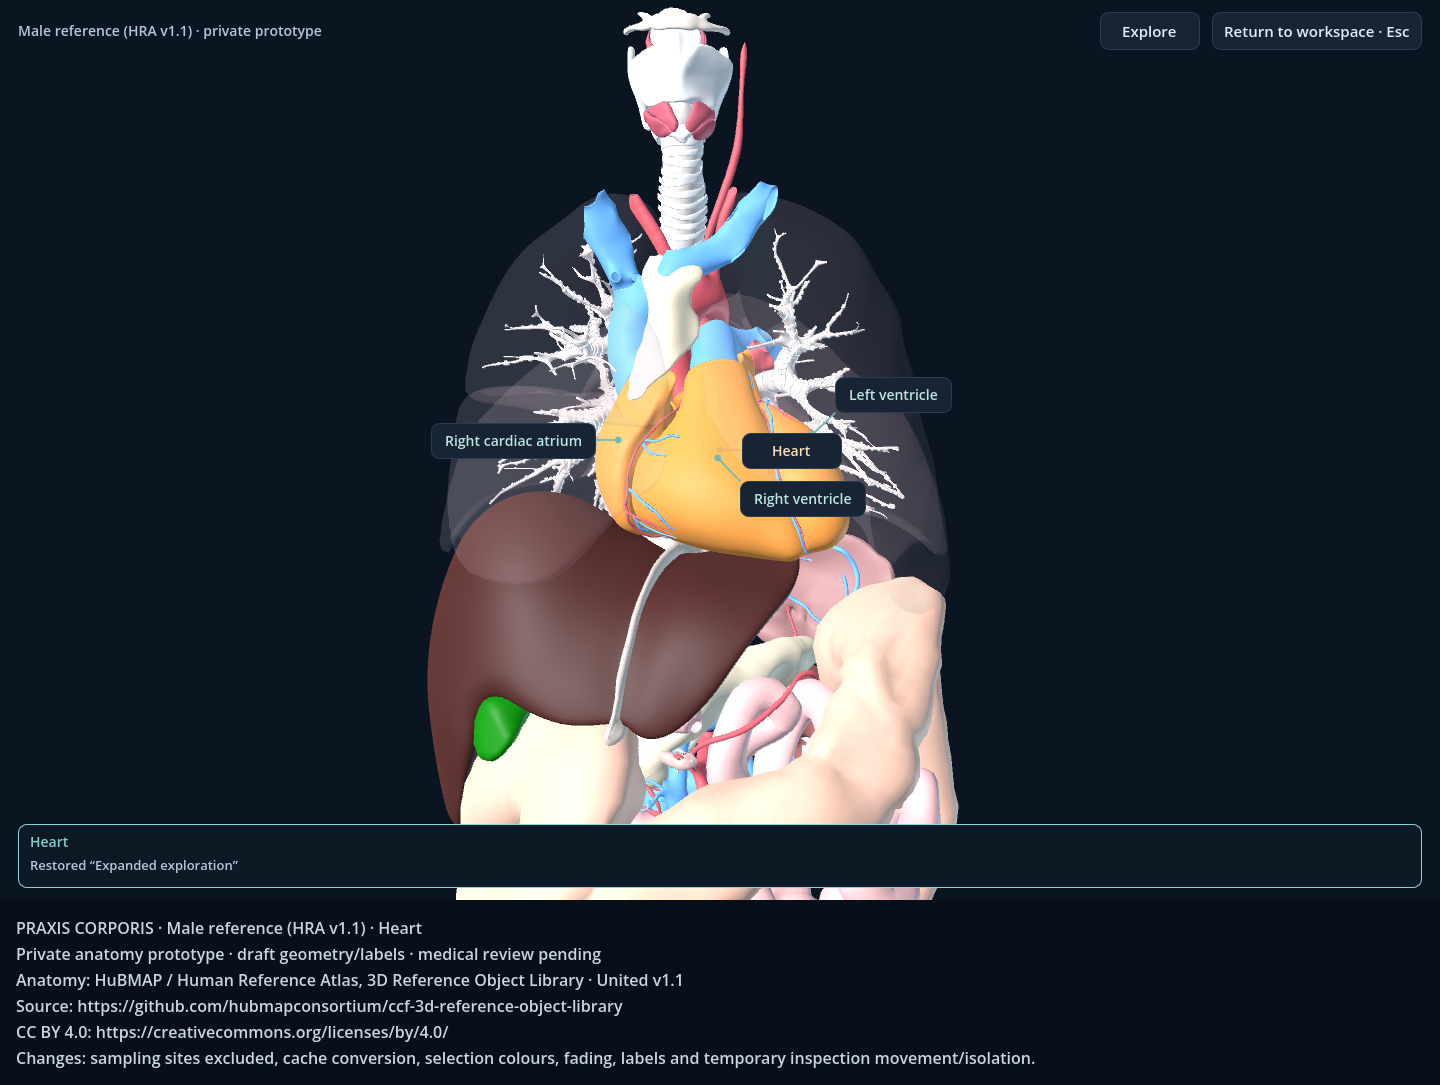 Male reference (HRA v1.1) · private prototype
Explore
Return to workspace · Esc
Left ventricle
Right cardiac atrium
Heart
Right ventricle
Heart
Restored “Expanded exploration”
PRAXIS CORPORIS · Male reference (HRA v1.1) · Heart
Private anatomy prototype · draft geometry/labels · medical review pending
Anatomy: HuBMAP / Human Reference Atlas, 3D Reference Object Library · United v1.1
Source: https://github.com/hubmapconsortium/ccf-3d-reference-object-library
CC BY 4.0: https://creativecommons.org/licenses/by/4.0/
Changes: sampling sites excluded, cache conversion, selection colours, fading, labels and temporary inspection movement/isolation.